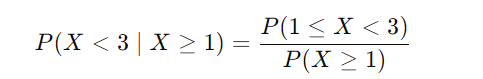 P(X < 3 | X ≥ 1) = P(1 ≤ X < 3) / P(X ≥ 1)